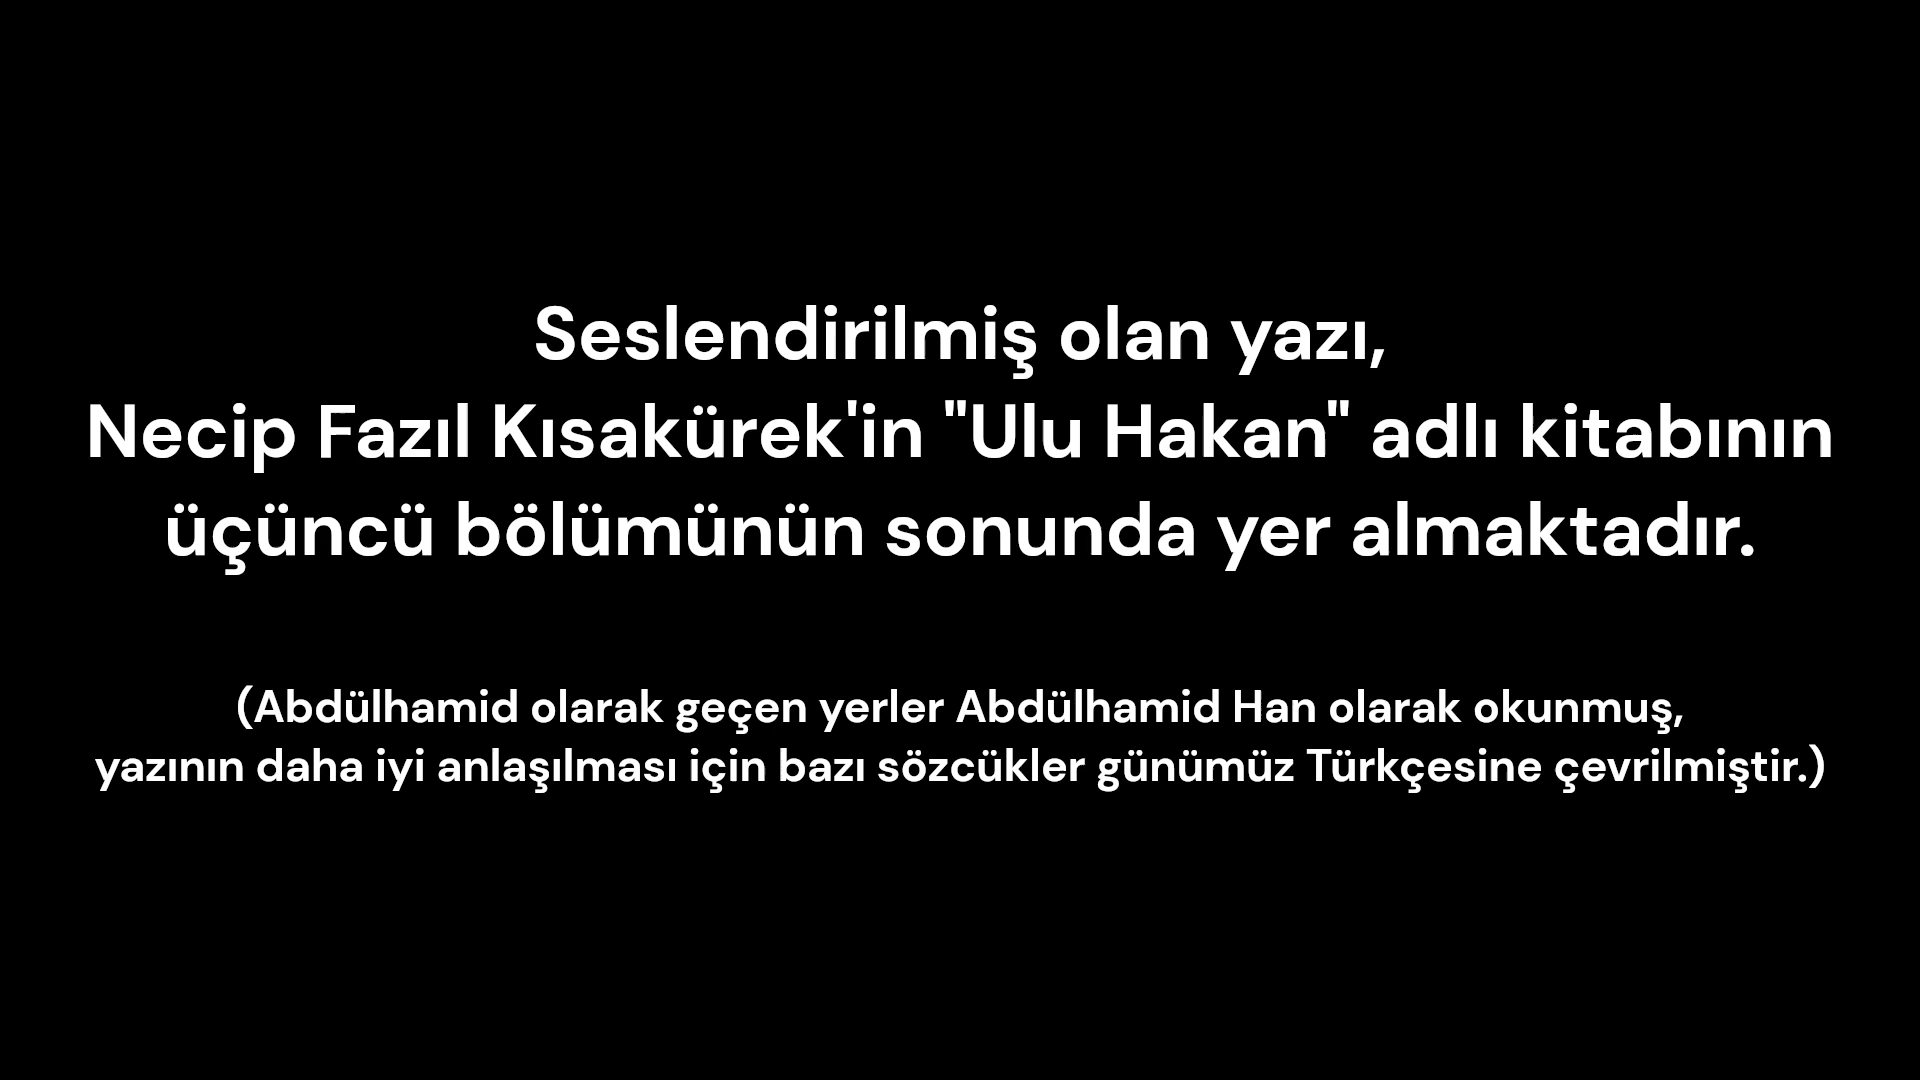 Seslendirilmiş olan yazı,
Necip Fazıl Kısakürek'in "Ulu Hakan" adlı kitabının
üçüncü bölümünün sonunda yer almaktadır.
(Abdülhamid olarak geçen yerler Abdülhamid Han olarak okunmuş,
yazının daha iyi anlaşılması için bazı sözcükler günümüz Türkçesine çevrilmiştir.)